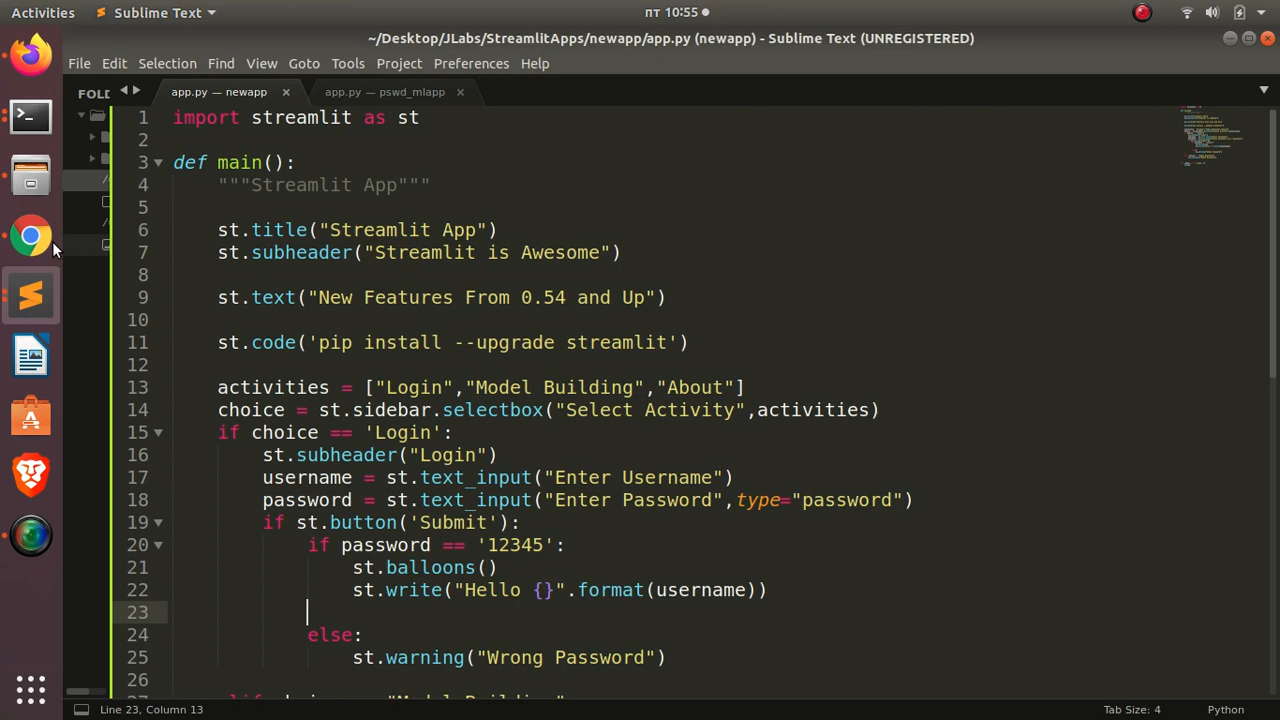 Activities Sublime Text пт 10:55
~/Desktop/JLabs/StreamlitApps/newapp/app.py (newapp) - Sublime Text (UNREGISTERED)
File Edit Selection Find View Goto Tools Project Preferences Help
FOLD
app.py — newapp app.py — pswd_mlapp
1 import streamlit as st
2
3 def main():
4 """Streamlit App"""
5
6 st.title("Streamlit App")
7 st.subheader("Streamlit is Awesome")
8
9 st.text("New Features From 0.54 and Up")
10
11 st.code('pip install --upgrade streamlit')
12
13 activities = ["Login","Model Building","About"]
14 choice = st.sidebar.selectbox("Select Activity",activities)
15 if choice == 'Login':
16 st.subheader("Login")
17 username = st.text_input("Enter Username")
18 password = st.text_input("Enter Password",type="password")
19 if st.button('Submit'):
20 if password == '12345':
21 st.balloons()
22 st.write("Hello {}".format(username))
23
24 else:
25 st.warning("Wrong Password")
26
Line 23, Column 13 Tab Size: 4 Python